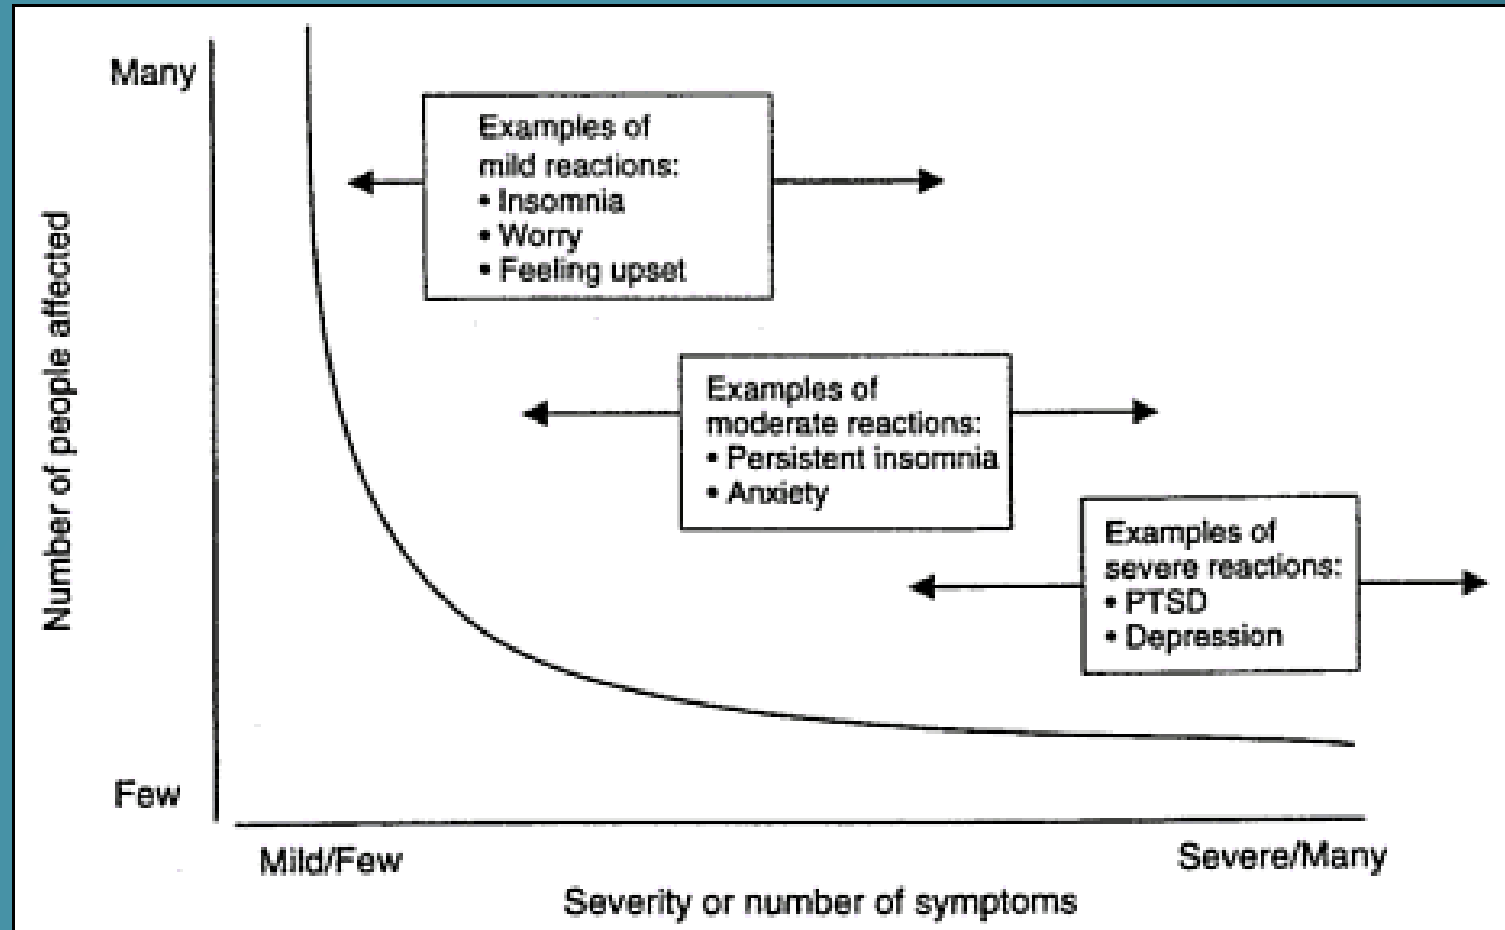 Many
Number of people affected
Few
Examples of
mild reactions:
• Insomnia
• Worry
• Feeling upset
Examples of
moderate reactions:
• Persistent insomnia
• Anxiety
Examples of
severe reactions:
• PTSD
• Depression
Mild/Few
Severe/Many
Severity or number of symptoms